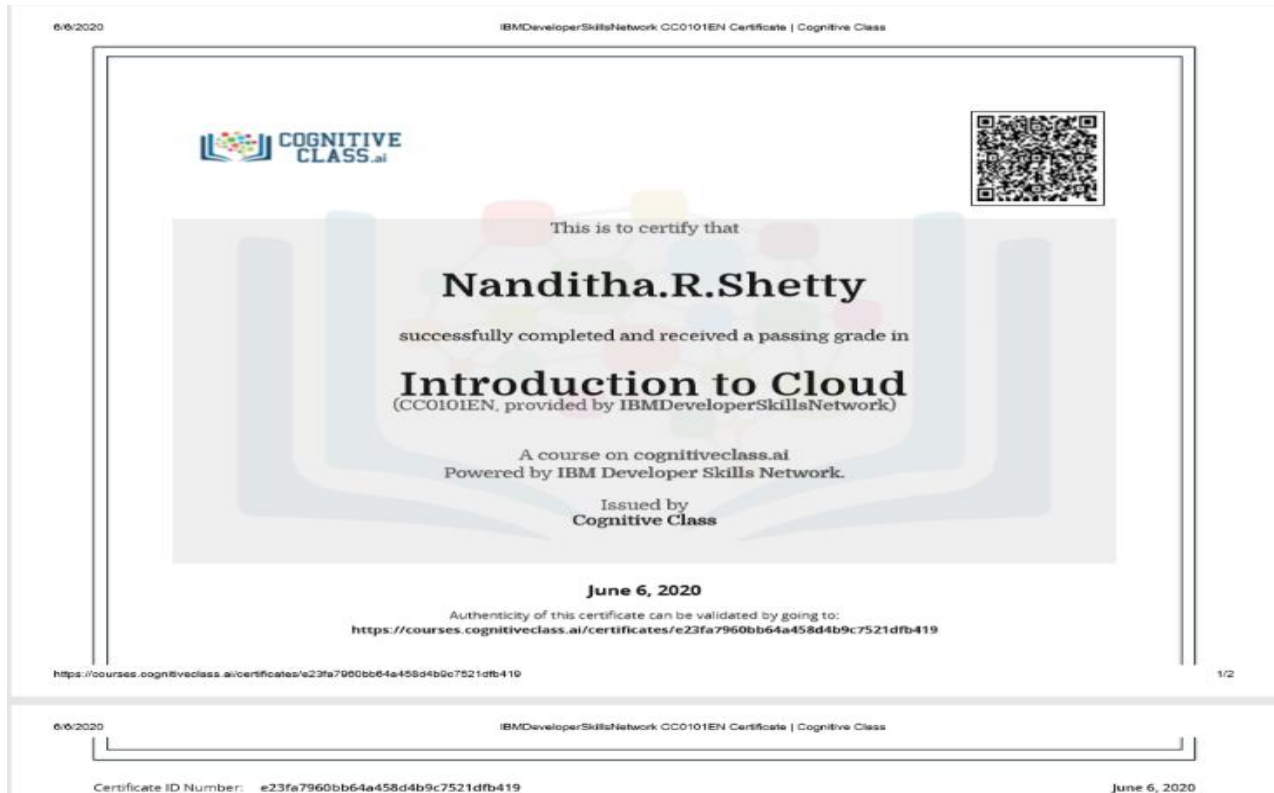 6/6/2020 IBMDeveloperSkillsNetwork CC0101EN Certificate | Cognitive Class
COGNITIVE
CLASS.ai
This is to certify that
Nanditha.R.Shetty
successfully completed and received a passing grade in
Introduction to Cloud
(CC0101EN, provided by IBMDeveloperSkillsNetwork)
A course on cognitiveclass.ai
Powered by IBM Developer Skills Network.
Issued by
Cognitive Class
June 6, 2020
Authenticity of this certificate can be validated by going to:
https://courses.cognitiveclass.ai/certificates/e23fa7960bb64a458d4b9c7521dfb419
https://courses.cognitiveclass.ai/certificates/e23fa7960bb64a458d4b9c7521dfb419 1/2
6/6/2020 IBMDeveloperSkillsNetwork CC0101EN Certificate | Cognitive Class
Certificate ID Number: e23fa7960bb64a458d4b9c7521dfb419 June 6, 2020